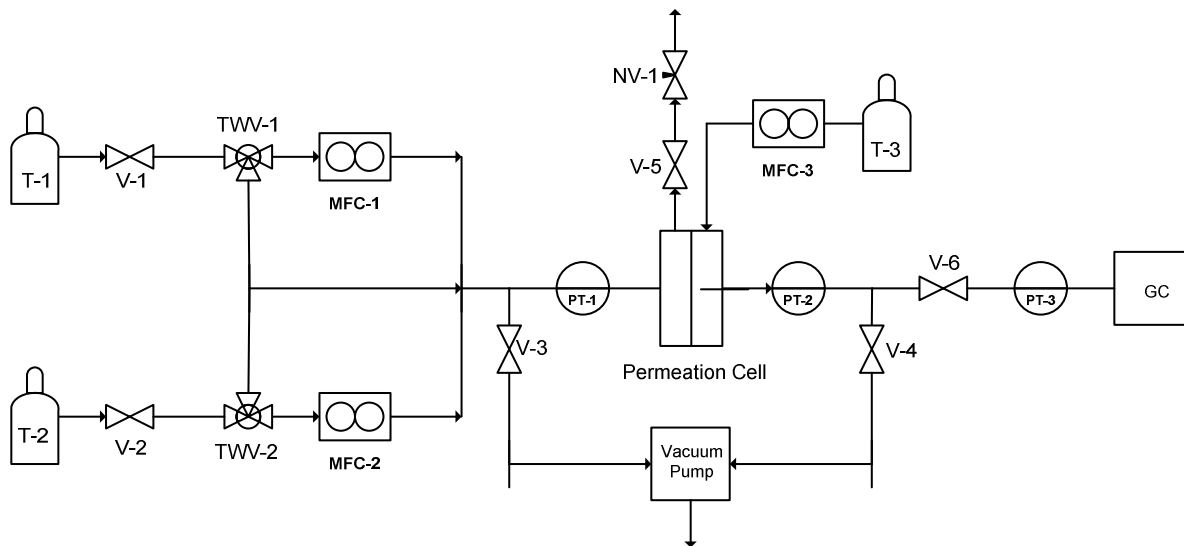 NV-1
TWV-1
T-1
V-1
MFC-1
V-5
MFC-3
T-3
V-6
PT-1
PT-2
PT-3
GC
V-3
V-4
Permeation Cell
T-2
V-2
TWV-2
MFC-2
Vacuum
Pump